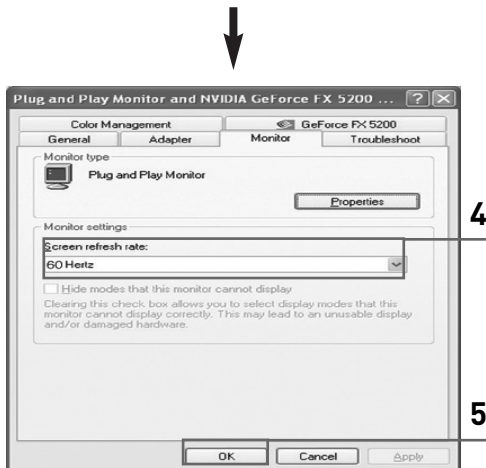 Plug and Play Monitor and NVIDIA GeForce FX 5200 ... 
Color Management GeForce FX 5200
General Adapter Monitor Troubleshoot
Monitor type
Plug and Play Monitor
Properties
4
Monitor settings
Screen refresh rate:
60 Hertz
Hide modes that this monitor cannot display
Clearing this check box allows you to select display modes that this
monitor cannot display correctly. This may lead to an unusable display
and/or damaged hardware.
5
OK Cancel Apply